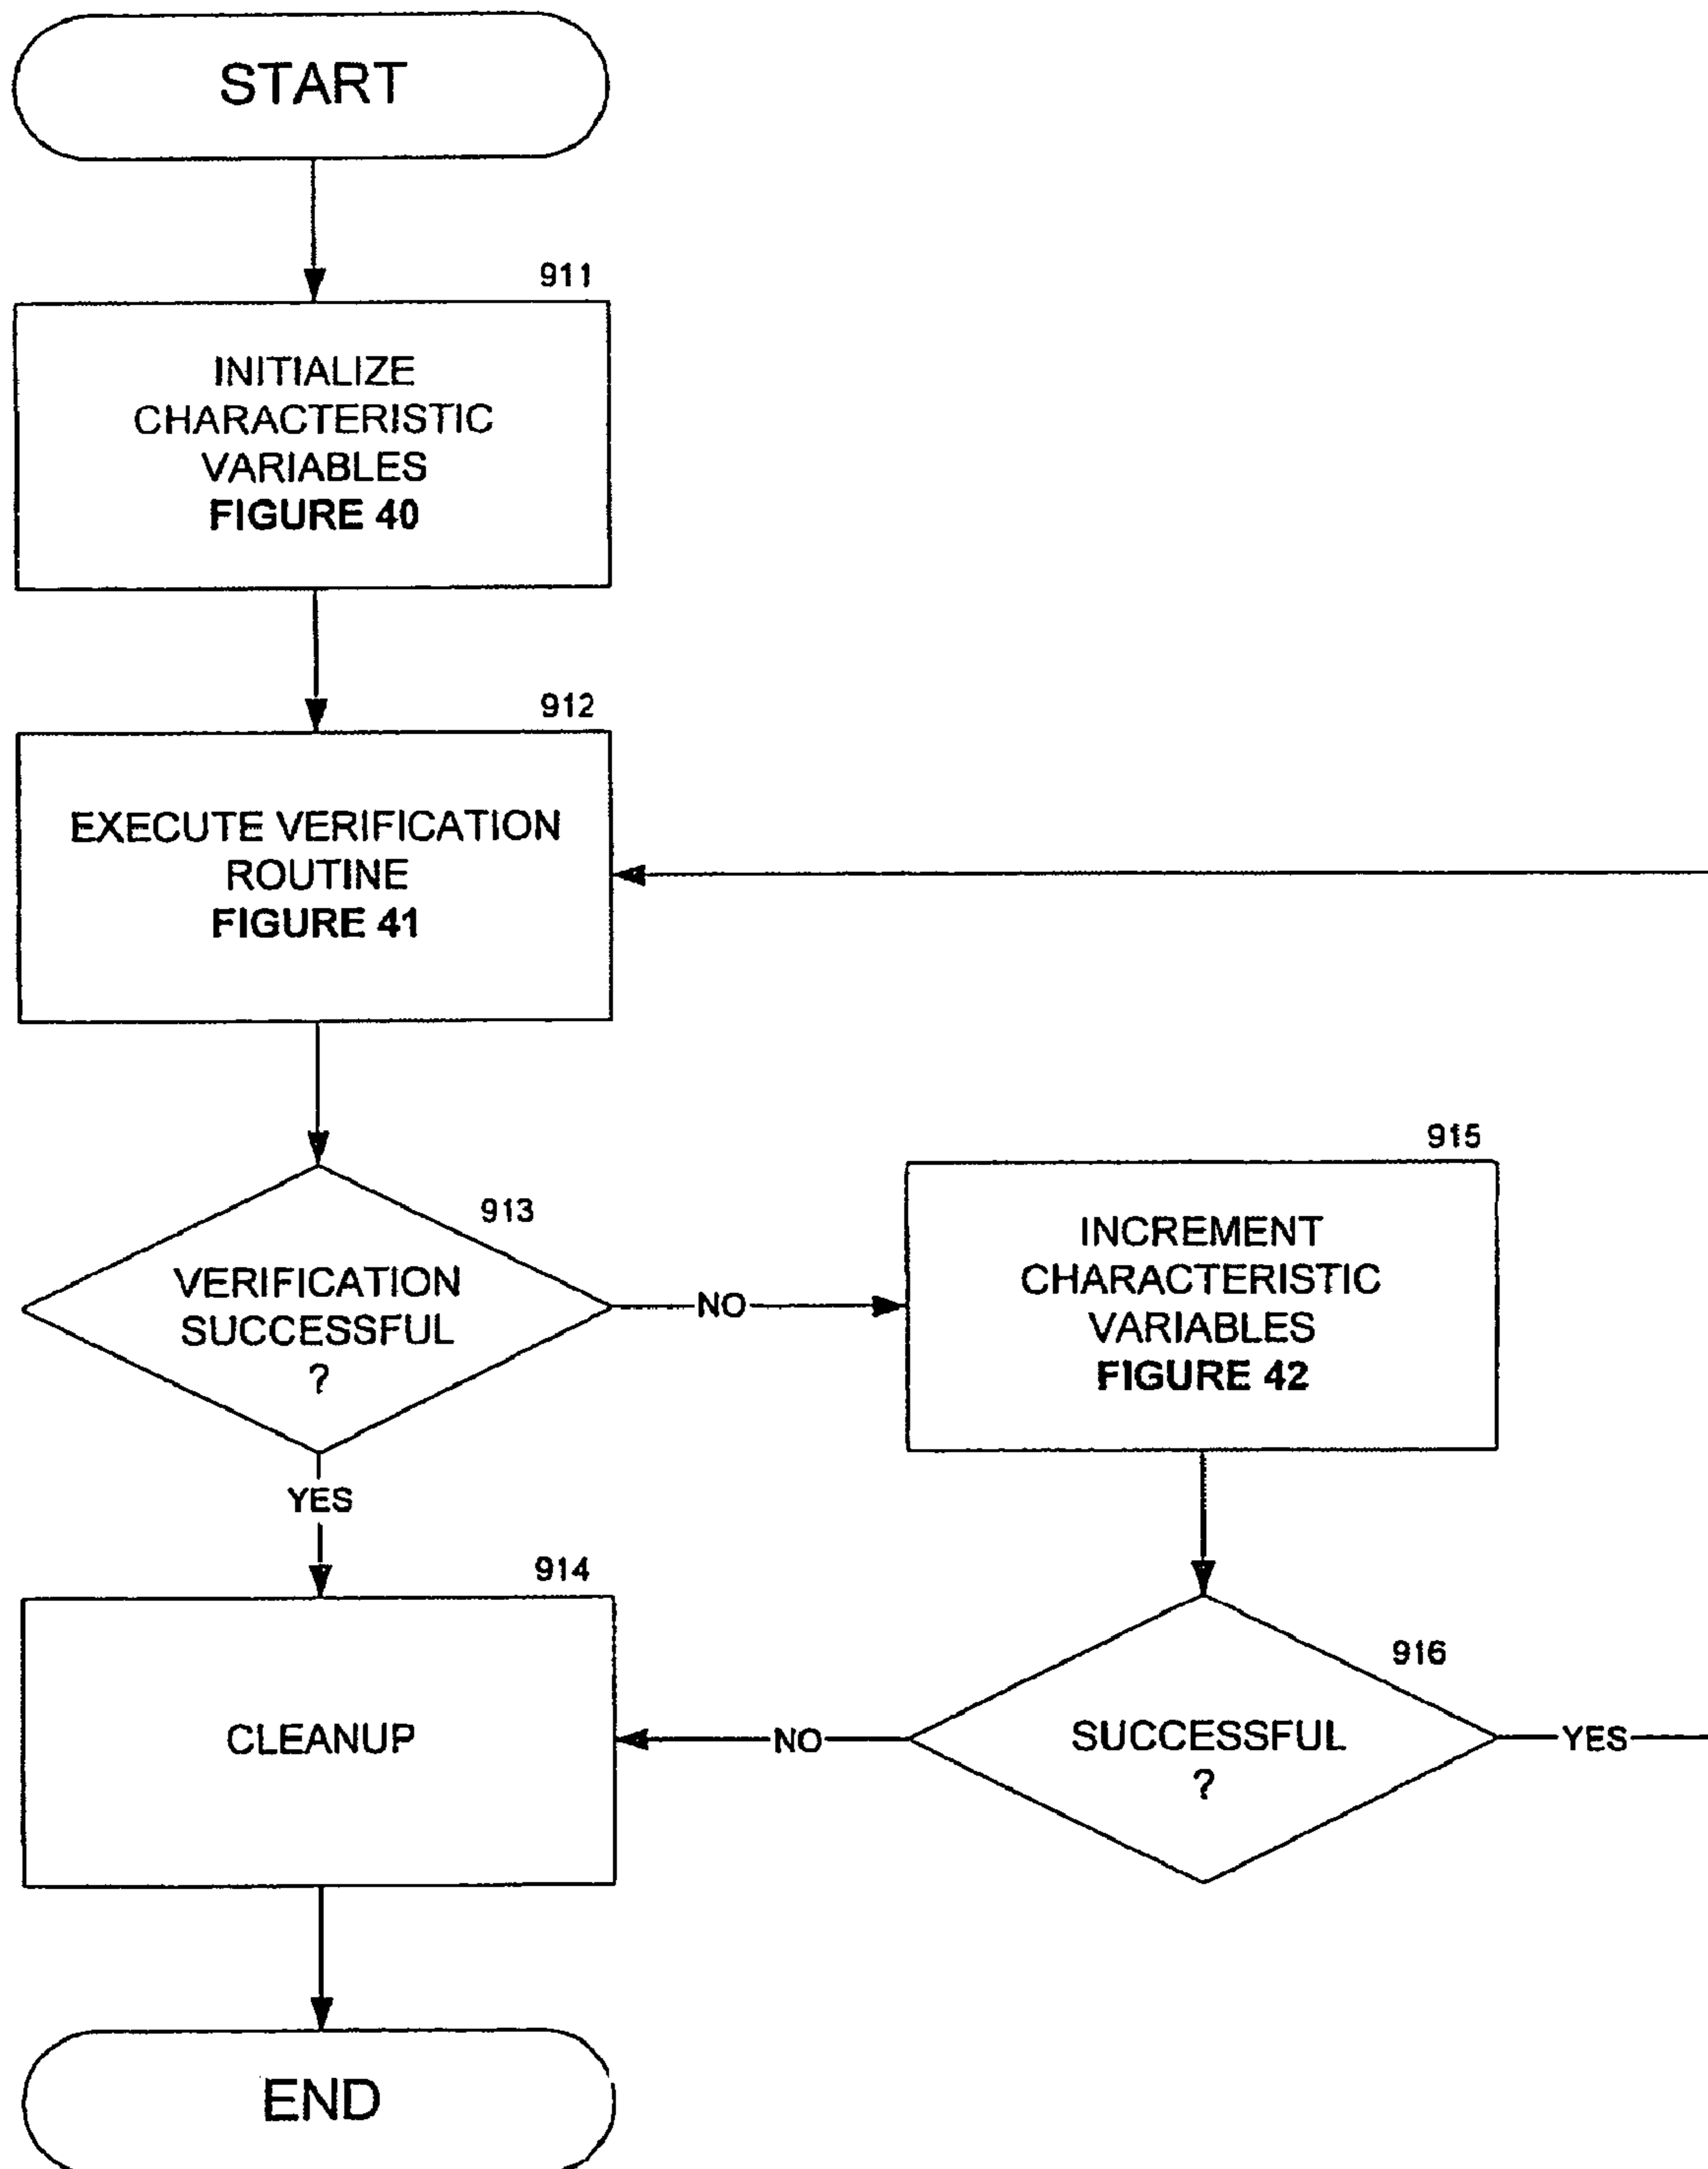 START
911
INITIALIZE
CHARACTERISTIC
VARIABLES
FIGURE 40
912
EXECUTE VERIFICATION
ROUTINE
FIGURE 41
913
VERIFICATION
SUCCESSFUL
?
NO
915
INCREMENT
CHARACTERISTIC
VARIABLES
FIGURE 42
YES
914
CLEANUP
NO
916
SUCCESSFUL
?
YES
END